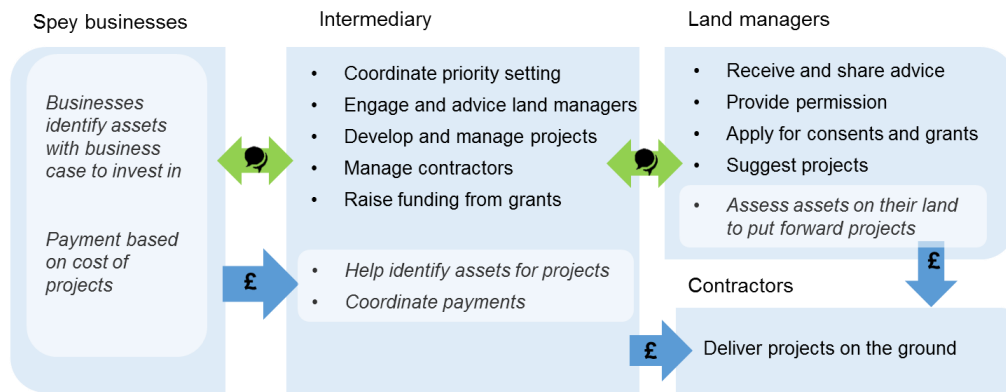 Spey businesses
Businesses
identify assets
with business
case to invest in
Payment based
on cost of
projects
£
Intermediary
• Coordinate priority setting
• Engage and advice land managers
• Develop and manage projects
• Manage contractors
• Raise funding from grants
• Help identify assets for projects
• Coordinate payments
£
Land managers
• Receive and share advice
• Provide permission
• Apply for consents and grants
• Suggest projects
• Assess assets on their land
to put forward projects
£
Contractors
Deliver projects on the ground